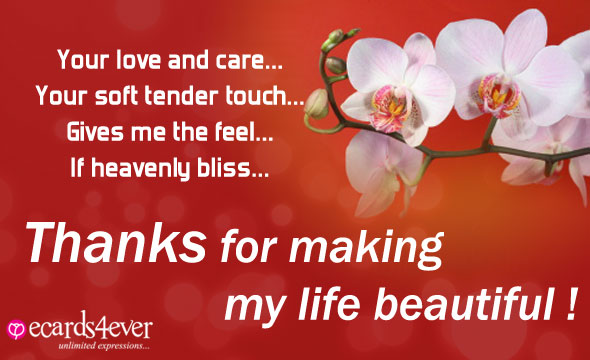 Your love and care...
Your soft tender touch...
Gives me the feel...
If heavenly bliss...
Thanks for making
my life beautiful !
ecards4ever
unlimited expressions...